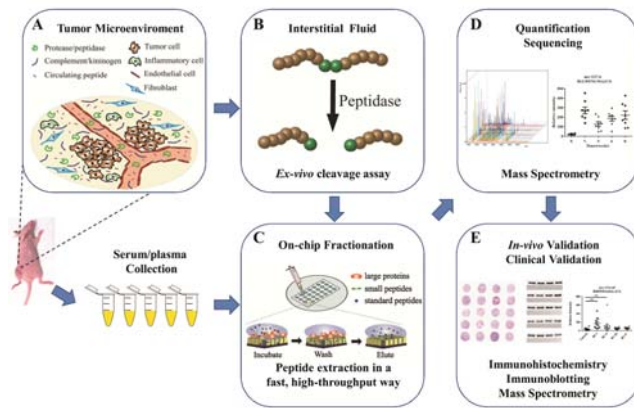 A
Tumor Microenviroment
Protease/peptidase
Complement/kininogen
Circulating peptide
Tumor cell
Inflammatory cell
Endothelial cell
Fibroblast
Serum/plasma
Collection
B
Interstitial Fluid
Peptidase
Ex-vivo cleavage assay
C
On-chip Fractionation
large proteins
small peptides
standard peptides
Incubate
Wash
Elute
Peptide extraction in a
fast, high-throughput way
D
Quantification
Sequencing
Mass Spectrometry
E
In-vivo Validation
Clinical Validation
Immunohistochemistry
Immunoblotting
Mass Spectrometry